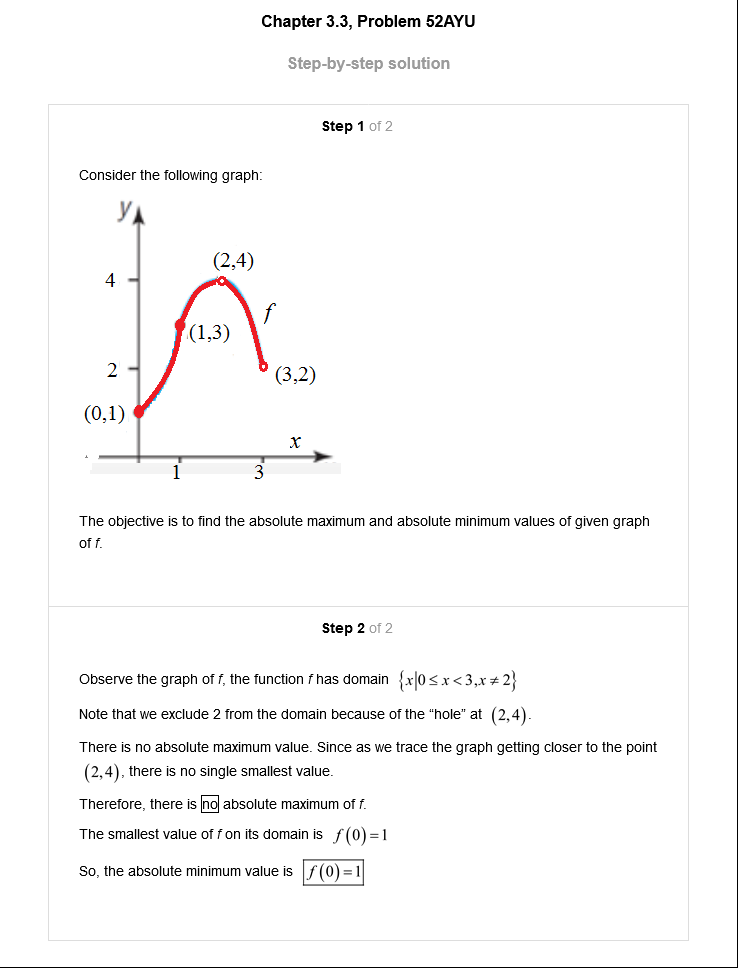 Chapter 3.3, Problem 52AYU
Step-by-step solution
Step 1 of 2
Consider the following graph:
y
(2,4)
4
f
(1,3)
2
(3,2)
(0,1)
x
1
3
The objective is to find the absolute maximum and absolute minimum values of given graph
of f.
Step 2 of 2
Observe the graph of f, the function f has domain {x|0≤x<3,x≠2}
Note that we exclude 2 from the domain because of the “hole” at (2,4).
There is no absolute maximum value. Since as we trace the graph getting closer to the point
(2,4), there is no single smallest value.
Therefore, there is no absolute maximum of f.
The smallest value of f on its domain is f(0)=1
So, the absolute minimum value is f(0)=1